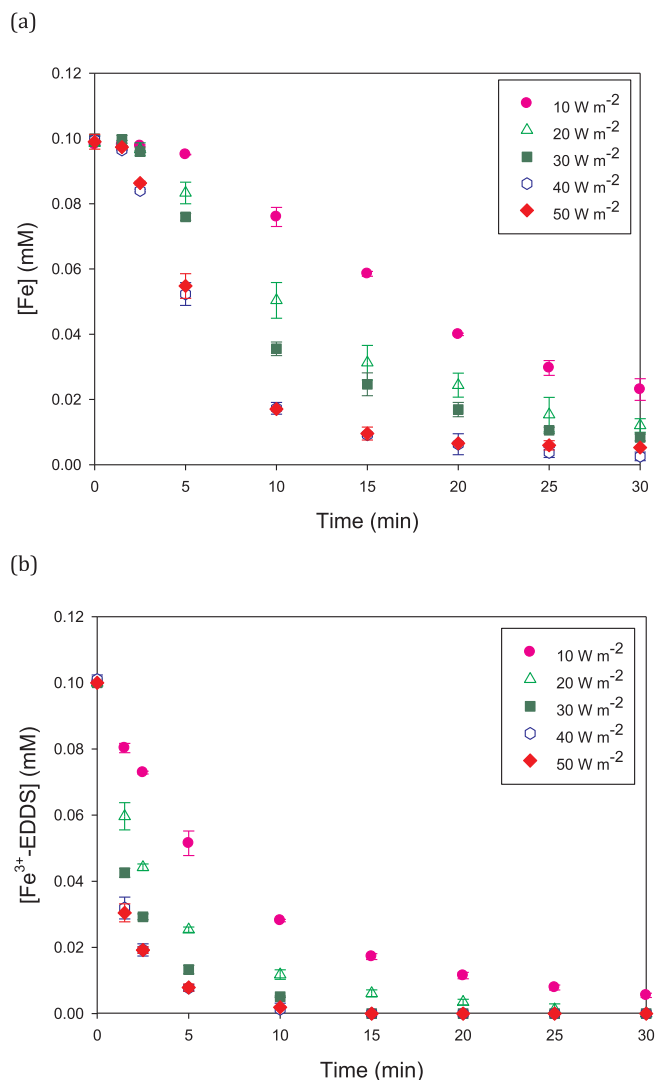 (a)
0.12
0.10
0.08
0.06
0.04
0.02
0.00
[Fe] (mM)
10 W m⁻²
20 W m⁻²
30 W m⁻²
40 W m⁻²
50 W m⁻²
0 5 10 15 20 25 30
Time (min)
(b)
0.12
0.10
0.08
0.06
0.04
0.02
0.00
[Fe³⁺-EDDS] (mM)
10 W m⁻²
20 W m⁻²
30 W m⁻²
40 W m⁻²
50 W m⁻²
0 5 10 15 20 25 30
Time (min)